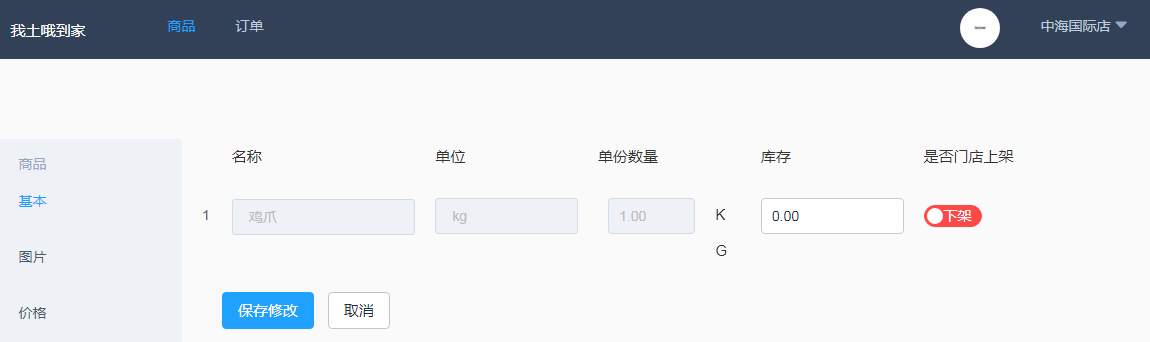 我土哦到家 商品 订单 中海国际店
商品
基本
图片
价格
名称 单位 单份数量 库存 是否门店上架
1 鸡爪 kg 1.00 K 0.00 下架
G
保存修改 取消